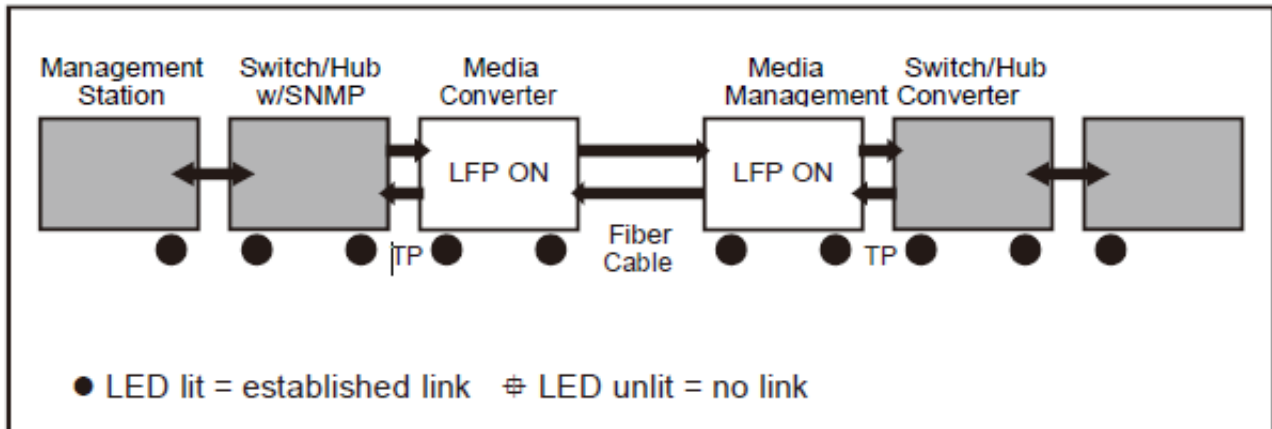 Management Station
Switch/Hub w/SNMP
Media Converter
Media Management Converter
Switch/Hub
LFP ON
LFP ON
TP
Fiber Cable
TP
● LED lit = established link ⌖ LED unlit = no link